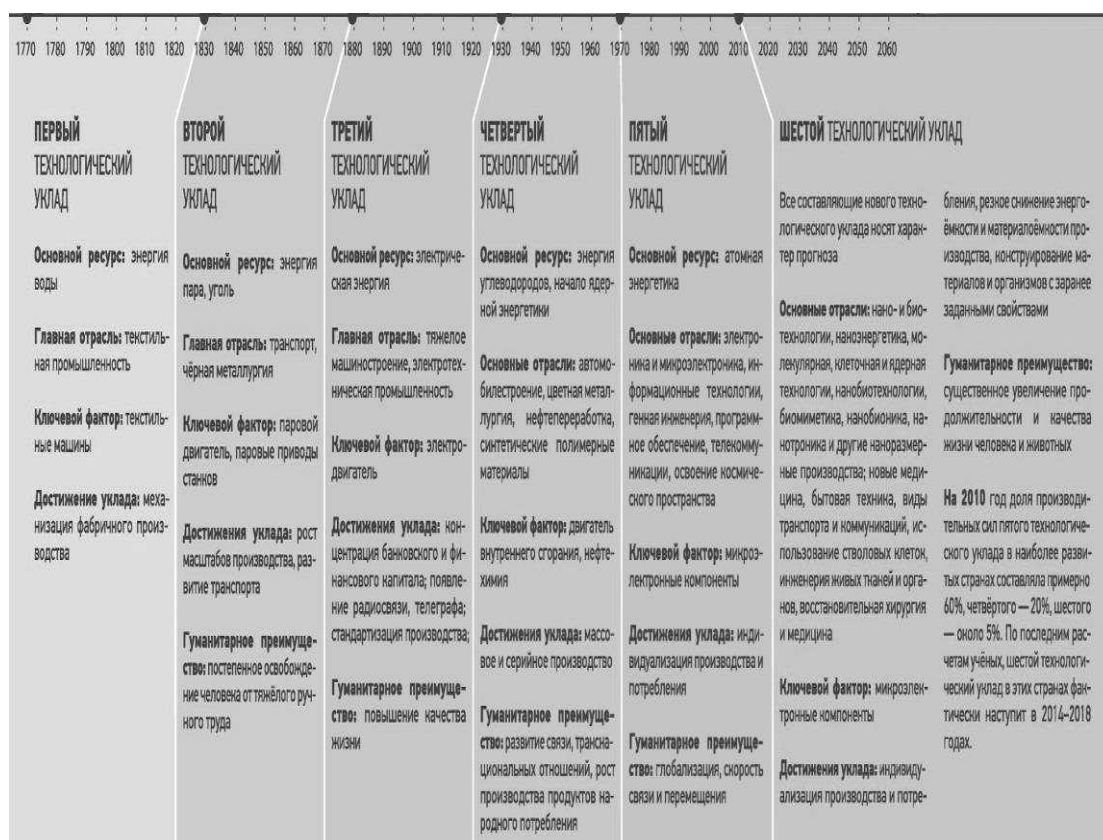 1770 1780 1790 1800 1810 1820 1830 1840 1850 1860 1870 1880 1890 1900 1910 1920 1930 1940 1950 1960 1970 1980 1990 2000 2010 2020 2030 2040 2050 2060
ПЕРВЫЙ
ТЕХНОЛОГИЧЕСКИЙ
УКЛАД
Основной ресурс: энергия
воды
Главная отрасль: текстиль-
ная промышленность
Ключевой фактор: текстиль-
ные машины
Достижение уклада: меха-
низация фабричного произ-
водства
ВТОРОЙ
ТЕХНОЛОГИЧЕСКИЙ
УКЛАД
Основной ресурс: энергия
пара, уголь
Главная отрасль: транспорт,
чёрная металлургия
Ключевой фактор: паровой
двигатель, паровые приводы
станков
Достижения уклада: рост
масштабов производства, раз-
витие транспорта
Гуманитарное преимуще-
ство: постепенное освобожде-
ние человека от тяжёлого руч-
ного труда
ТРЕТИЙ
ТЕХНОЛОГИЧЕСКИЙ
УКЛАД
Основной ресурс: электриче-
ская энергия
Главная отрасль: тяжелое
машиностроение, электротех-
ническая промышленность
Ключевой фактор: электро-
двигатель
Достижения уклада: кон-
центрация банковского и фи-
нансового капитала; появле-
ние радиосвязи, телеграфа;
стандартизация производства;
Гуманитарное преимуще-
ство: повышение качества
жизни
ЧЕТВЕРТЫЙ
ТЕХНОЛОГИЧЕСКИЙ
УКЛАД
Основной ресурс: энергия
углеводородов, начало ядер-
ной энергетики
Основные отрасли: автомо-
билестроение, цветная метал-
лургия, нефтепереработка,
синтетические полимерные
материалы
Ключевой фактор: двигатель
внутреннего сгорания, нефте-
химия
Достижения уклада: массо-
вое и серийное производство
Гуманитарное преимуще-
ство: развитие связи, трансна-
циональных отношений, рост
производства продуктов на-
родного потребления
ПЯТЫЙ
ТЕХНОЛОГИЧЕСКИЙ
УКЛАД
Основной ресурс: атомная
энергетика
Основные отрасли: электро-
ника и микроэлектроника, ин-
формационные технологии,
генная инженерия, программ-
ное обеспечение, телекомму-
никации, освоение космиче-
ского пространства
Ключевой фактор: микроэ-
лектронные компоненты
Достижения уклада: инди-
видуализация производства и
потребления
Гуманитарное преимуще-
ство: глобализация, скорость
связи и перемещения
ШЕСТОЙ ТЕХНОЛОГИЧЕСКИЙ УКЛАД
Все составляющие нового техно-
логического уклада носят харак-
тер прогноза
Основные отрасли: нано- и био-
технологии, наноэнергетика, мо-
лекулярная, клеточная и ядерная
технологии, нанобиотехнологии,
биомиметика, нанобионика, на-
нотроника и другие наноразмер-
ные производства; новые меди-
цина, бытовая техника, виды
транспорта и коммуникаций, ис-
пользование стволовых клеток,
инженерия живых тканей и орга-
нов, восстановительная хирургия
и медицина
Ключевой фактор: микроэлек-
тронные компоненты
Достижения уклада: индивиду-
ализация производства и потре-
бления, резкое снижение энерго-
ёмкости и материалоёмкости про-
изводства, конструирование ма-
териалов и организмов с заранее
заданными свойствами
Гуманитарное преимущество:
существенное увеличение про-
должительности и качества
жизни человека и животных
На 2010 год доля производи-
тельных сил пятого технологиче-
ского уклада в наиболее разви-
тых странах составляла примерно
60%, четвёртого — 20%, шестого
— около 5%. По последним рас-
четам учёных, шестой технологи-
ческий уклад в этих странах фак-
тически наступит в 2014–2018
годах.